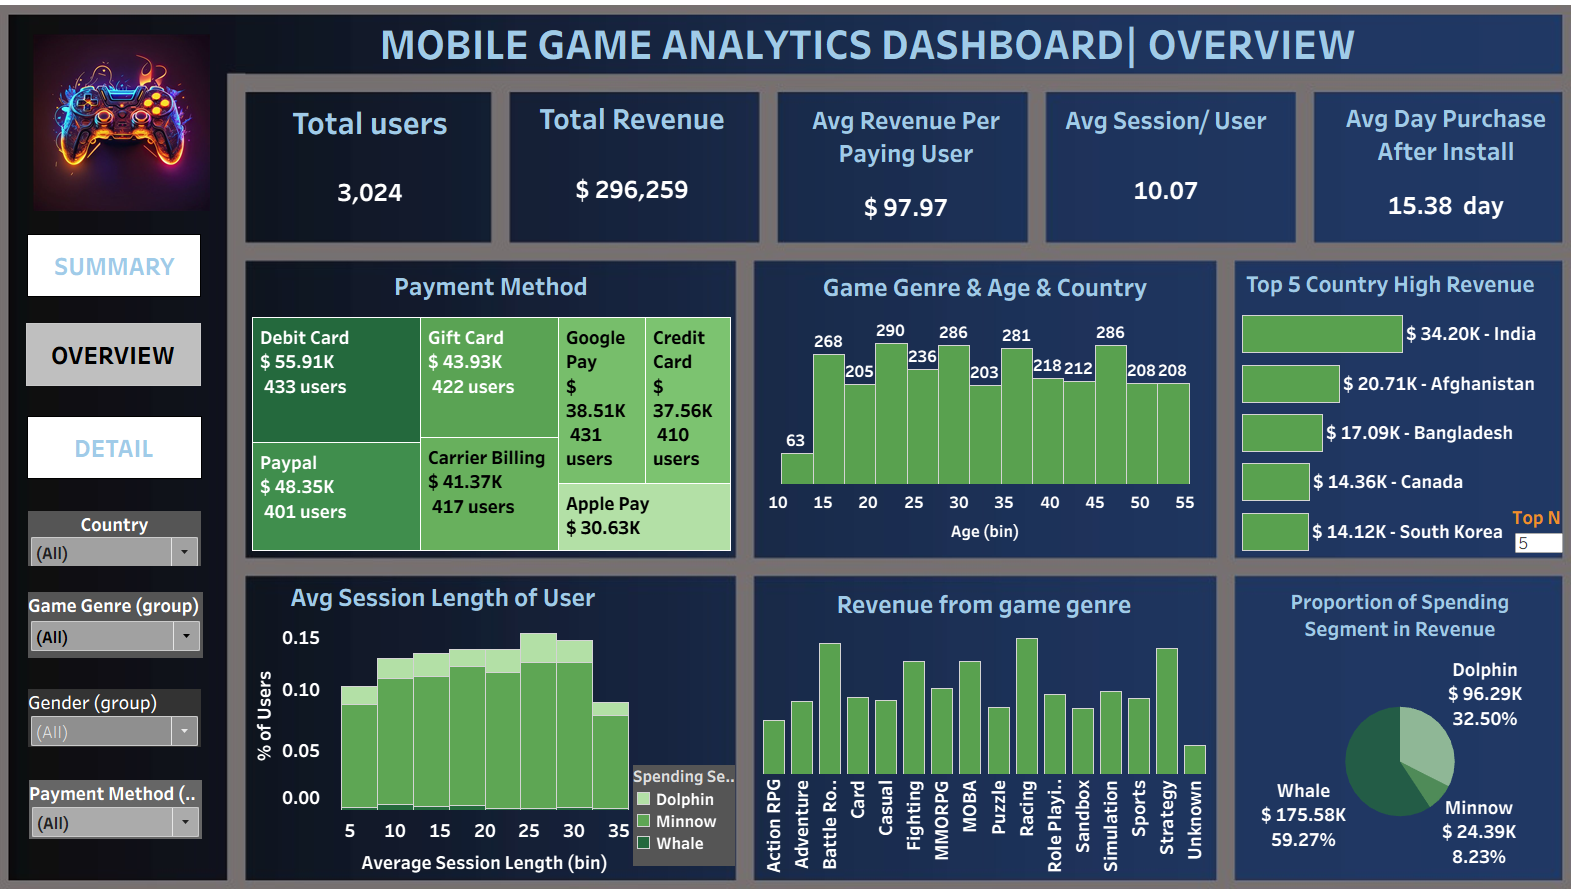 MOBILE GAME ANALYTICS DASHBOARD| OVERVIEW
SUMMARY
OVERVIEW
DETAIL
Country
(All)
Game Genre (group)
(All)
Gender (group)
(All)
Payment Method (..
(All)
Total users
3,024
Total Revenue
$ 296,259
Avg Revenue Per
Paying User
$ 97.97
Avg Session/ User
10.07
Avg Day Purchase
After Install
15.38 day
Payment Method
Debit Card
$ 55.91K
433 users
Paypal
$ 48.35K
401 users
Gift Card
$ 43.93K
422 users
Carrier Billing
$ 41.37K
417 users
Google
Pay
$
38.51K
431
users
Credit
Card
$
37.56K
410
users
Apple Pay
$ 30.63K
Game Genre & Age & Country
63
268
205
290
236
286
203
281
218
212
286
208
208
10 15 20 25 30 35 40 45 50 55
Age (bin)
Top 5 Country High Revenue
$ 34.20K - India
$ 20.71K - Afghanistan
$ 17.09K - Bangladesh
$ 14.36K - Canada
$ 14.12K - South Korea
Top N
5
Avg Session Length of User
% of Users
0.15
0.10
0.05
0.00
5 10 15 20 25 30 35
Average Session Length (bin)
Spending Se..
Dolphin
Minnow
Whale
Revenue from game genre
Action RPG
Adventure
Battle Ro..
Card
Casual
Fighting
MMORPG
MOBA
Puzzle
Racing
Role Playi..
Sandbox
Simulation
Sports
Strategy
Unknown
Proportion of Spending
Segment in Revenue
Dolphin
$ 96.29K
32.50%
Whale
$ 175.58K
59.27%
Minnow
$ 24.39K
8.23%